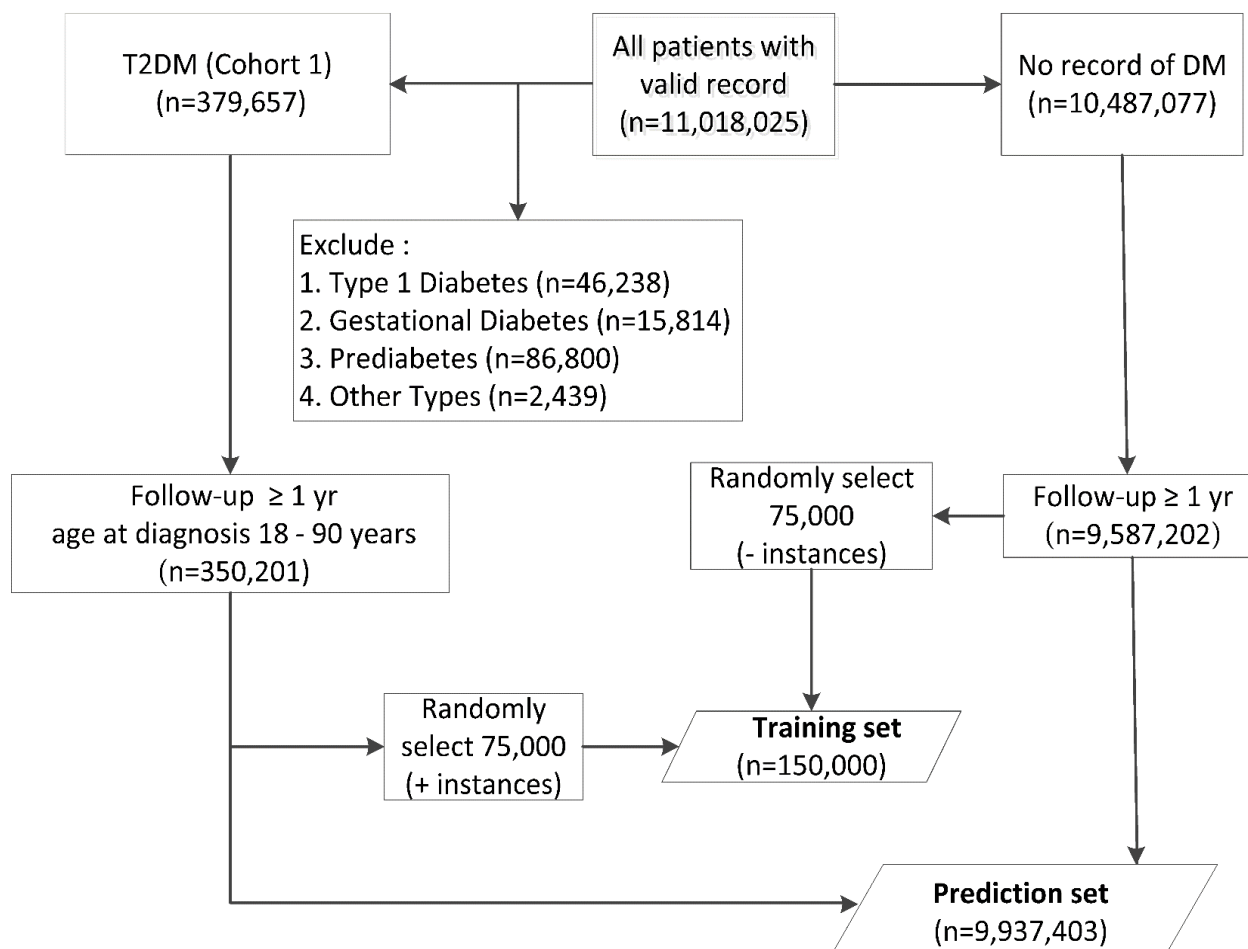 T2DM (Cohort 1)
(n=379,657)
All patients with
valid record
(n=11,018,025)
No record of DM
(n=10,487,077)
Exclude :
1. Type 1 Diabetes (n=46,238)
2. Gestational Diabetes (n=15,814)
3. Prediabetes (n=86,800)
4. Other Types (n=2,439)
Follow-up ≥ 1 yr
age at diagnosis 18 - 90 years
(n=350,201)
Randomly select
75,000
(- instances)
Follow-up ≥ 1 yr
(n=9,587,202)
Randomly
select 75,000
(+ instances)
Training set
(n=150,000)
Prediction set
(n=9,937,403)